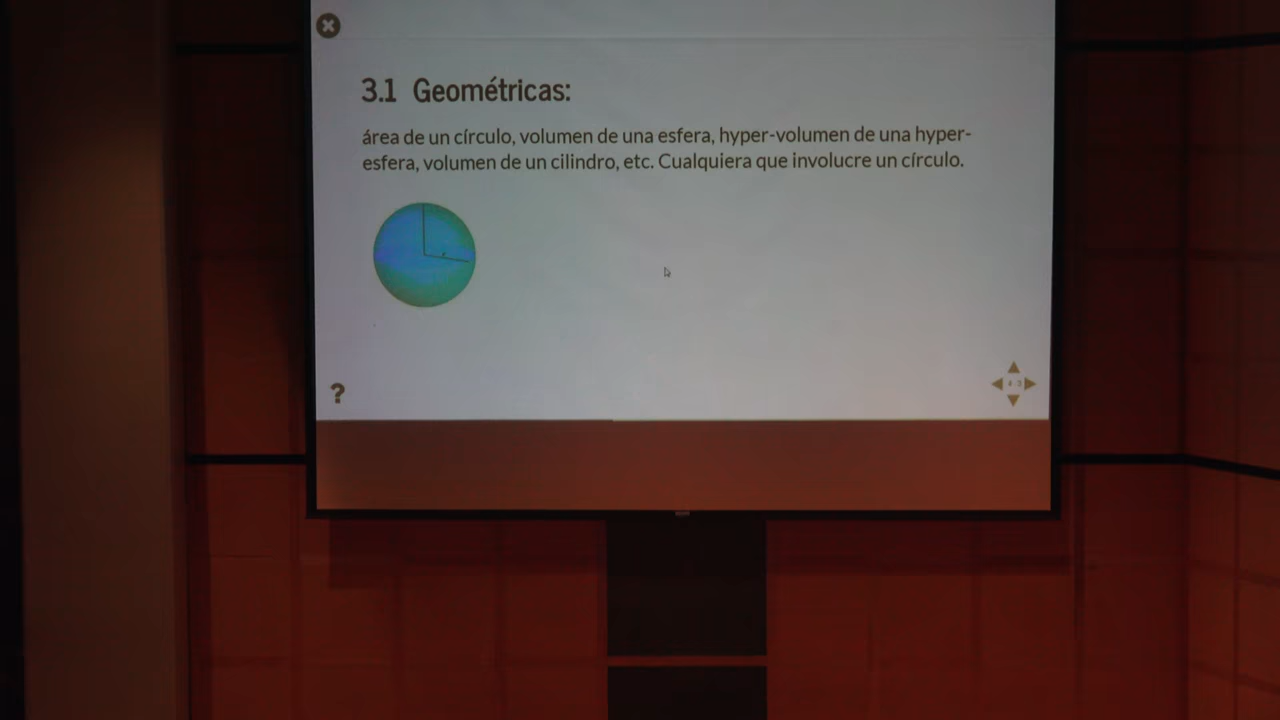 3.1 Geométricas:
área de un círculo, volumen de una esfera, hyper-volumen de una hyper-
esfera, volumen de un cilindro, etc. Cualquiera que involucre un círculo.
?